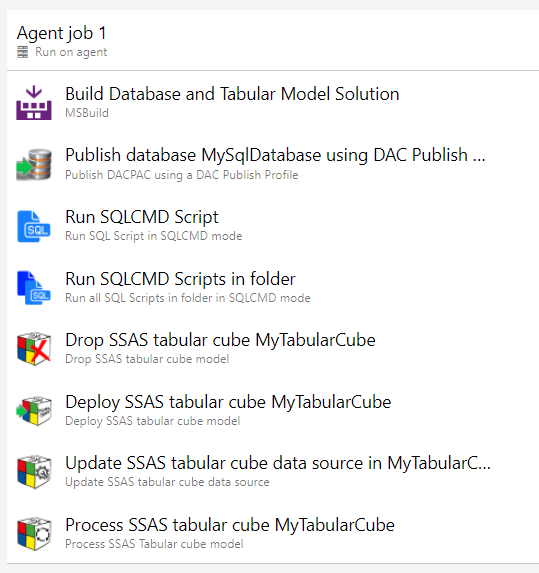 Agent job 1
Run on agent
Build Database and Tabular Model Solution
MSBuild
Publish database MySqlDatabase using DAC Publish ...
Publish DACPAC using a DAC Publish Profile
SQL
Run SQLCMD Script
Run SQL Script in SQLCMD mode
SQL
Run SQLCMD Scripts in folder
Run all SQL Scripts in folder in SQLCMD mode
SSAS
Drop SSAS tabular cube MyTabularCube
Drop SSAS tabular cube model
Deploy SSAS tabular cube MyTabularCube
Deploy SSAS tabular cube model
SSAS
Update SSAS tabular cube data source in MyTabularC...
Update SSAS tabular cube data source
SSAS
Process SSAS tabular cube MyTabularCube
Process SSAS Tabular cube model